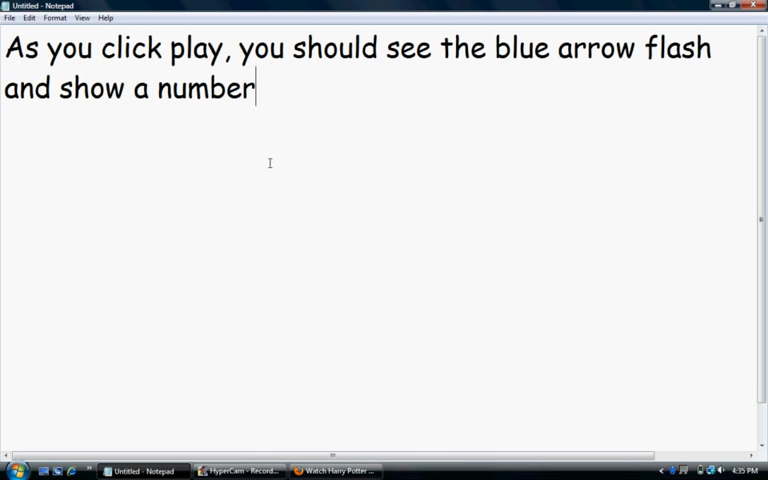 Untitled - Notepad
File Edit Format View Help
As you click play, you should see the blue arrow flash
and show a number
Untitled - Notepad
HyperCam - Record...
Watch Harry Potter ...
4:35 PM